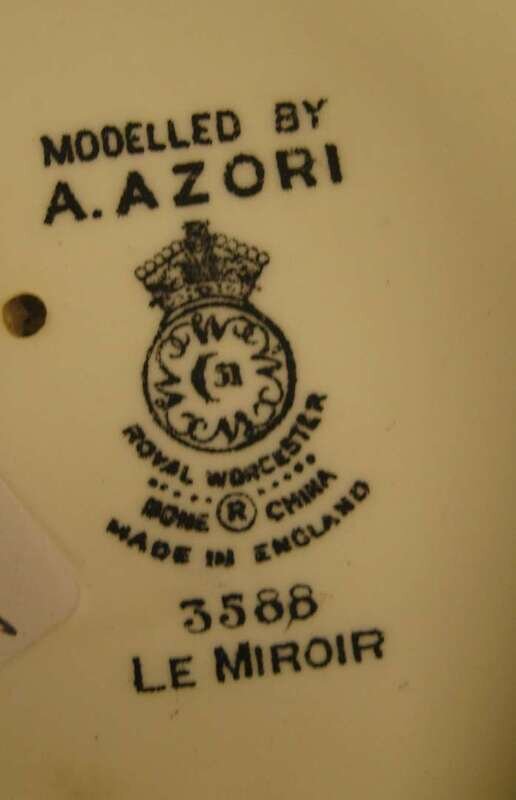 MODELLED BY
A. AZORI
51
ROYAL WORCESTER
BONE ® CHINA
MADE IN ENGLAND
3588
LE MIROIR